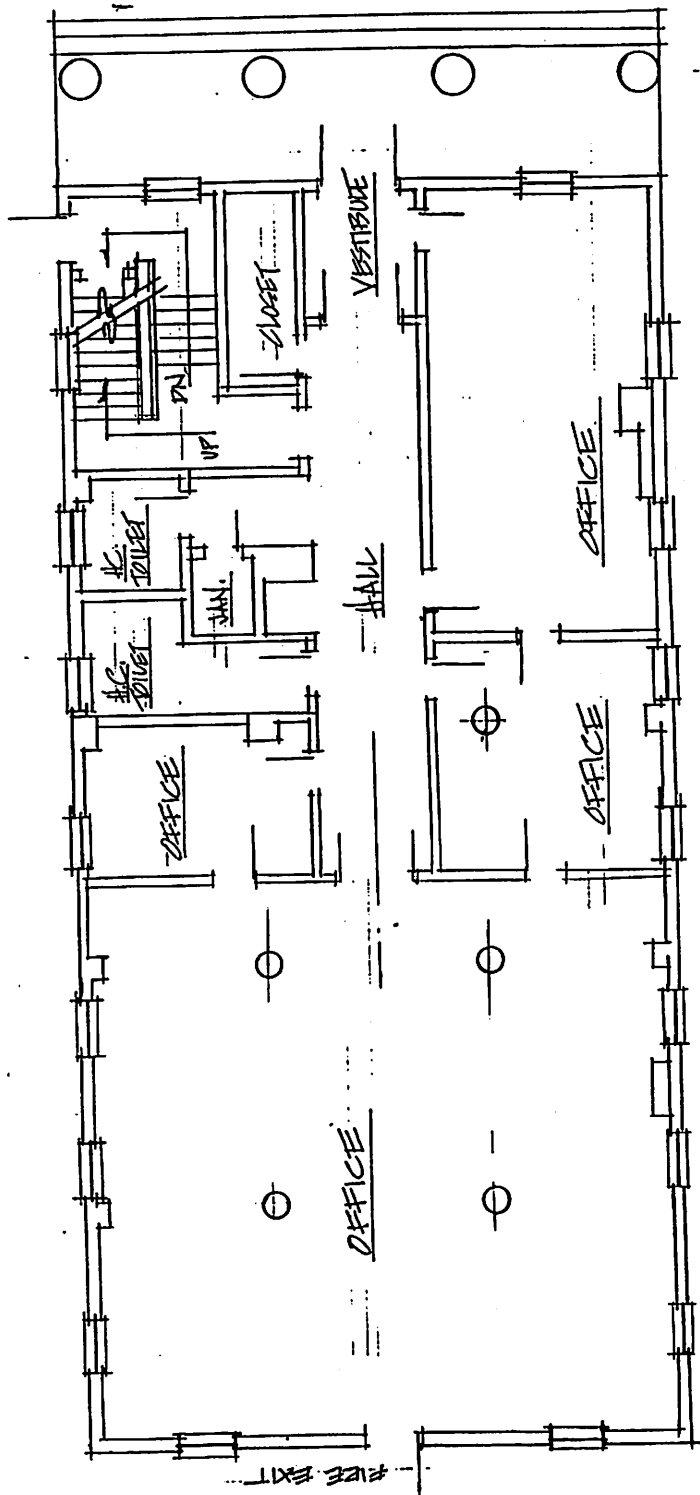 VESTIBULE
CLOSET
DN.
UP
OFFICE
H.C.
TOILET
JAN.
HALL
H.C.
TOILET
OFFICE
OFFICE
OFFICE
FIRE EXIT